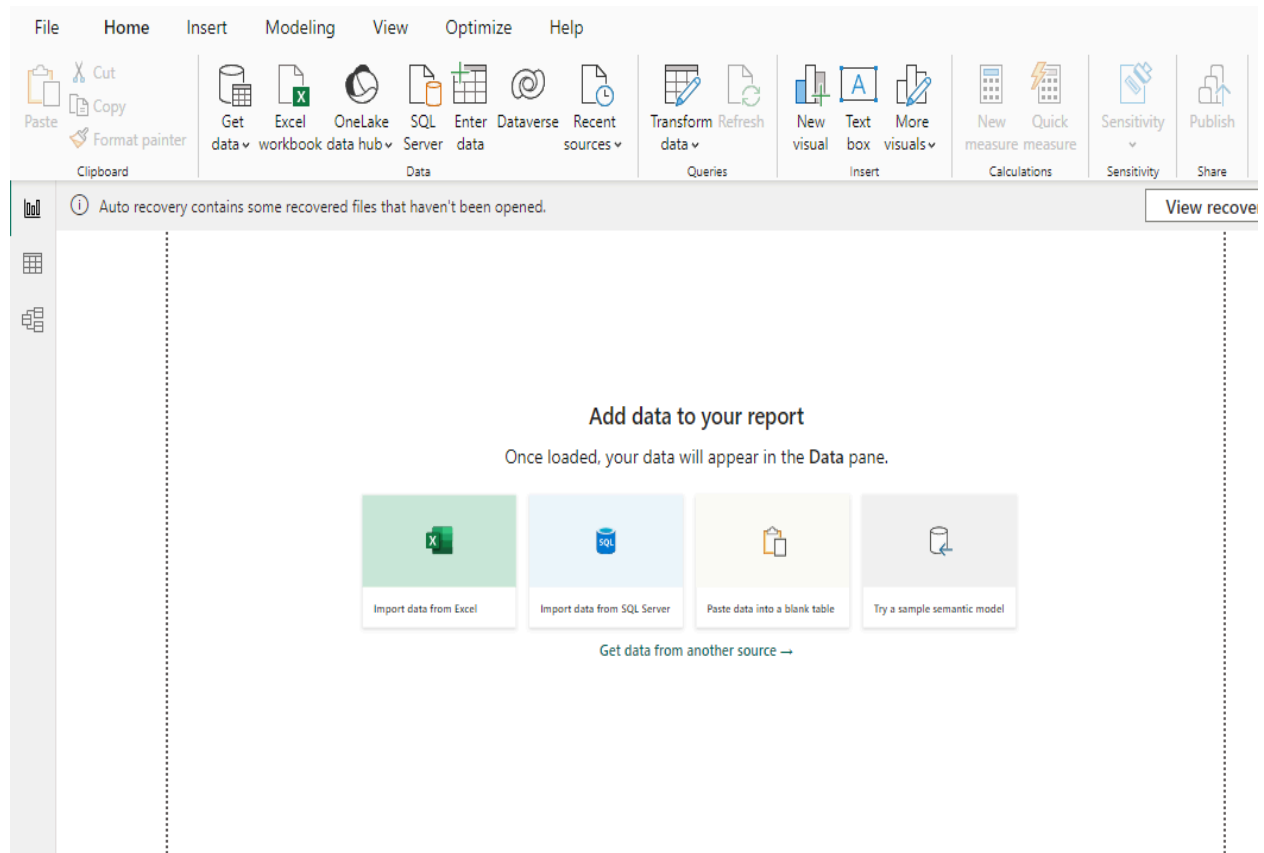 File Home Insert Modeling View Optimize Help
Paste
Cut
Copy
Format painter
Clipboard
Get data
Excel workbook
OneLake data hub
SQL Server
Enter data
Dataverse
Recent sources
Data
Transform data
Refresh
Queries
New visual
A
Text box
More visuals
Insert
New measure
Quick measure
Calculations
Sensitivity
Sensitivity
Publish
Share
Auto recovery contains some recovered files that haven't been opened.
View recove
Add data to your report
Once loaded, your data will appear in the Data pane.
SQL
Import data from Excel
Import data from SQL Server
Paste data into a blank table
Try a sample semantic model
Get data from another source →